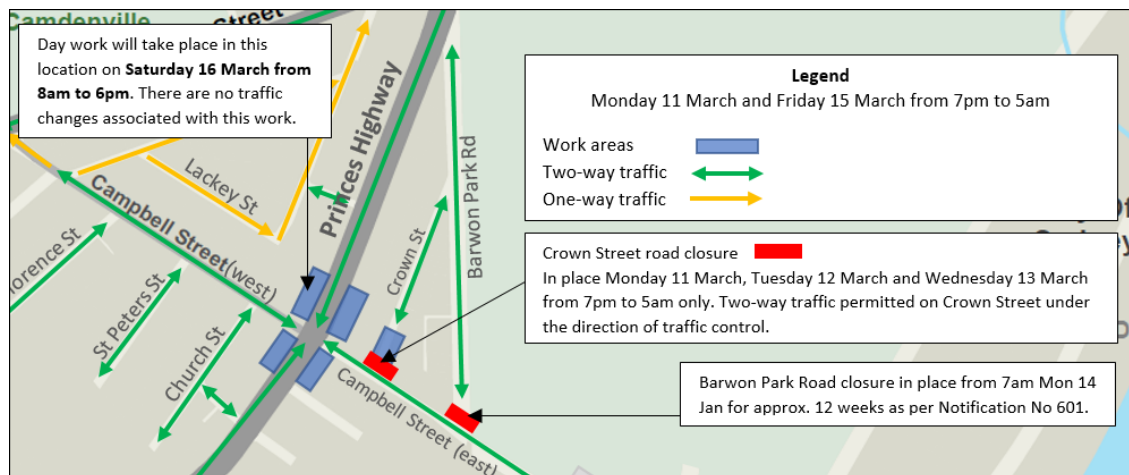 Camdenville
Street
Day work will take place in this
location on Saturday 16 March from
8am to 6pm. There are no traffic
changes associated with this work.
Legend
Monday 11 March and Friday 15 March from 7pm to 5am
Work areas
Two-way traffic
One-way traffic
Princes Highway
Barwon Park Rd
Lackey St
Campbell Street (west)
Crown St
St Peters St
Church St
Crown Street road closure
In place Monday 11 March, Tuesday 12 March and Wednesday 13 March
from 7pm to 5am only. Two-way traffic permitted on Crown Street under
the direction of traffic control.
Campbell Street (east)
Barwon Park Road closure in place from 7am Mon 14
Jan for approx. 12 weeks as per Notification No 601.